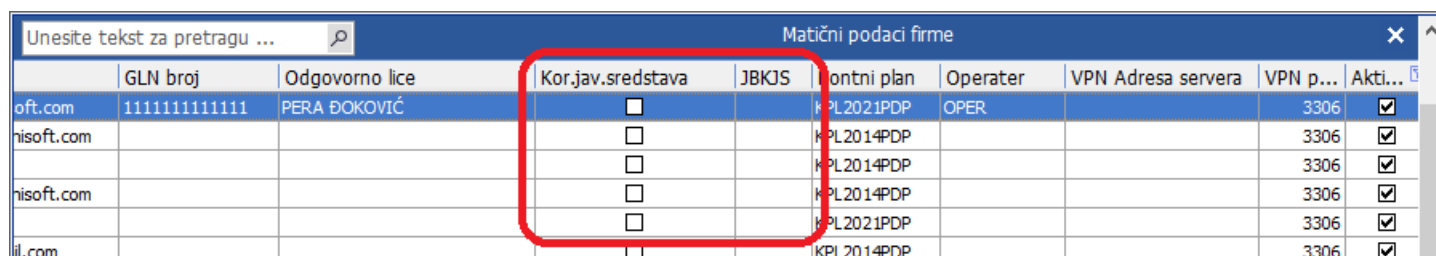 Unesite tekst za pretragu ... Matični podaci firme
GLN broj Odgovorno lice Kor.jav.sredstava JBKJS Kontni plan Operater VPN Adresa servera VPN p... Akti...
oft.com 1111111111111 PERA ĐOKOVIĆ KPL2021PDP OPER 3306
nisoft.com KPL2014PDP 3306
KPL2014PDP 3306
nisoft.com KPL2014PDP 3306
KPL2021PDP 3306
il.com KPL2014PDP 3306